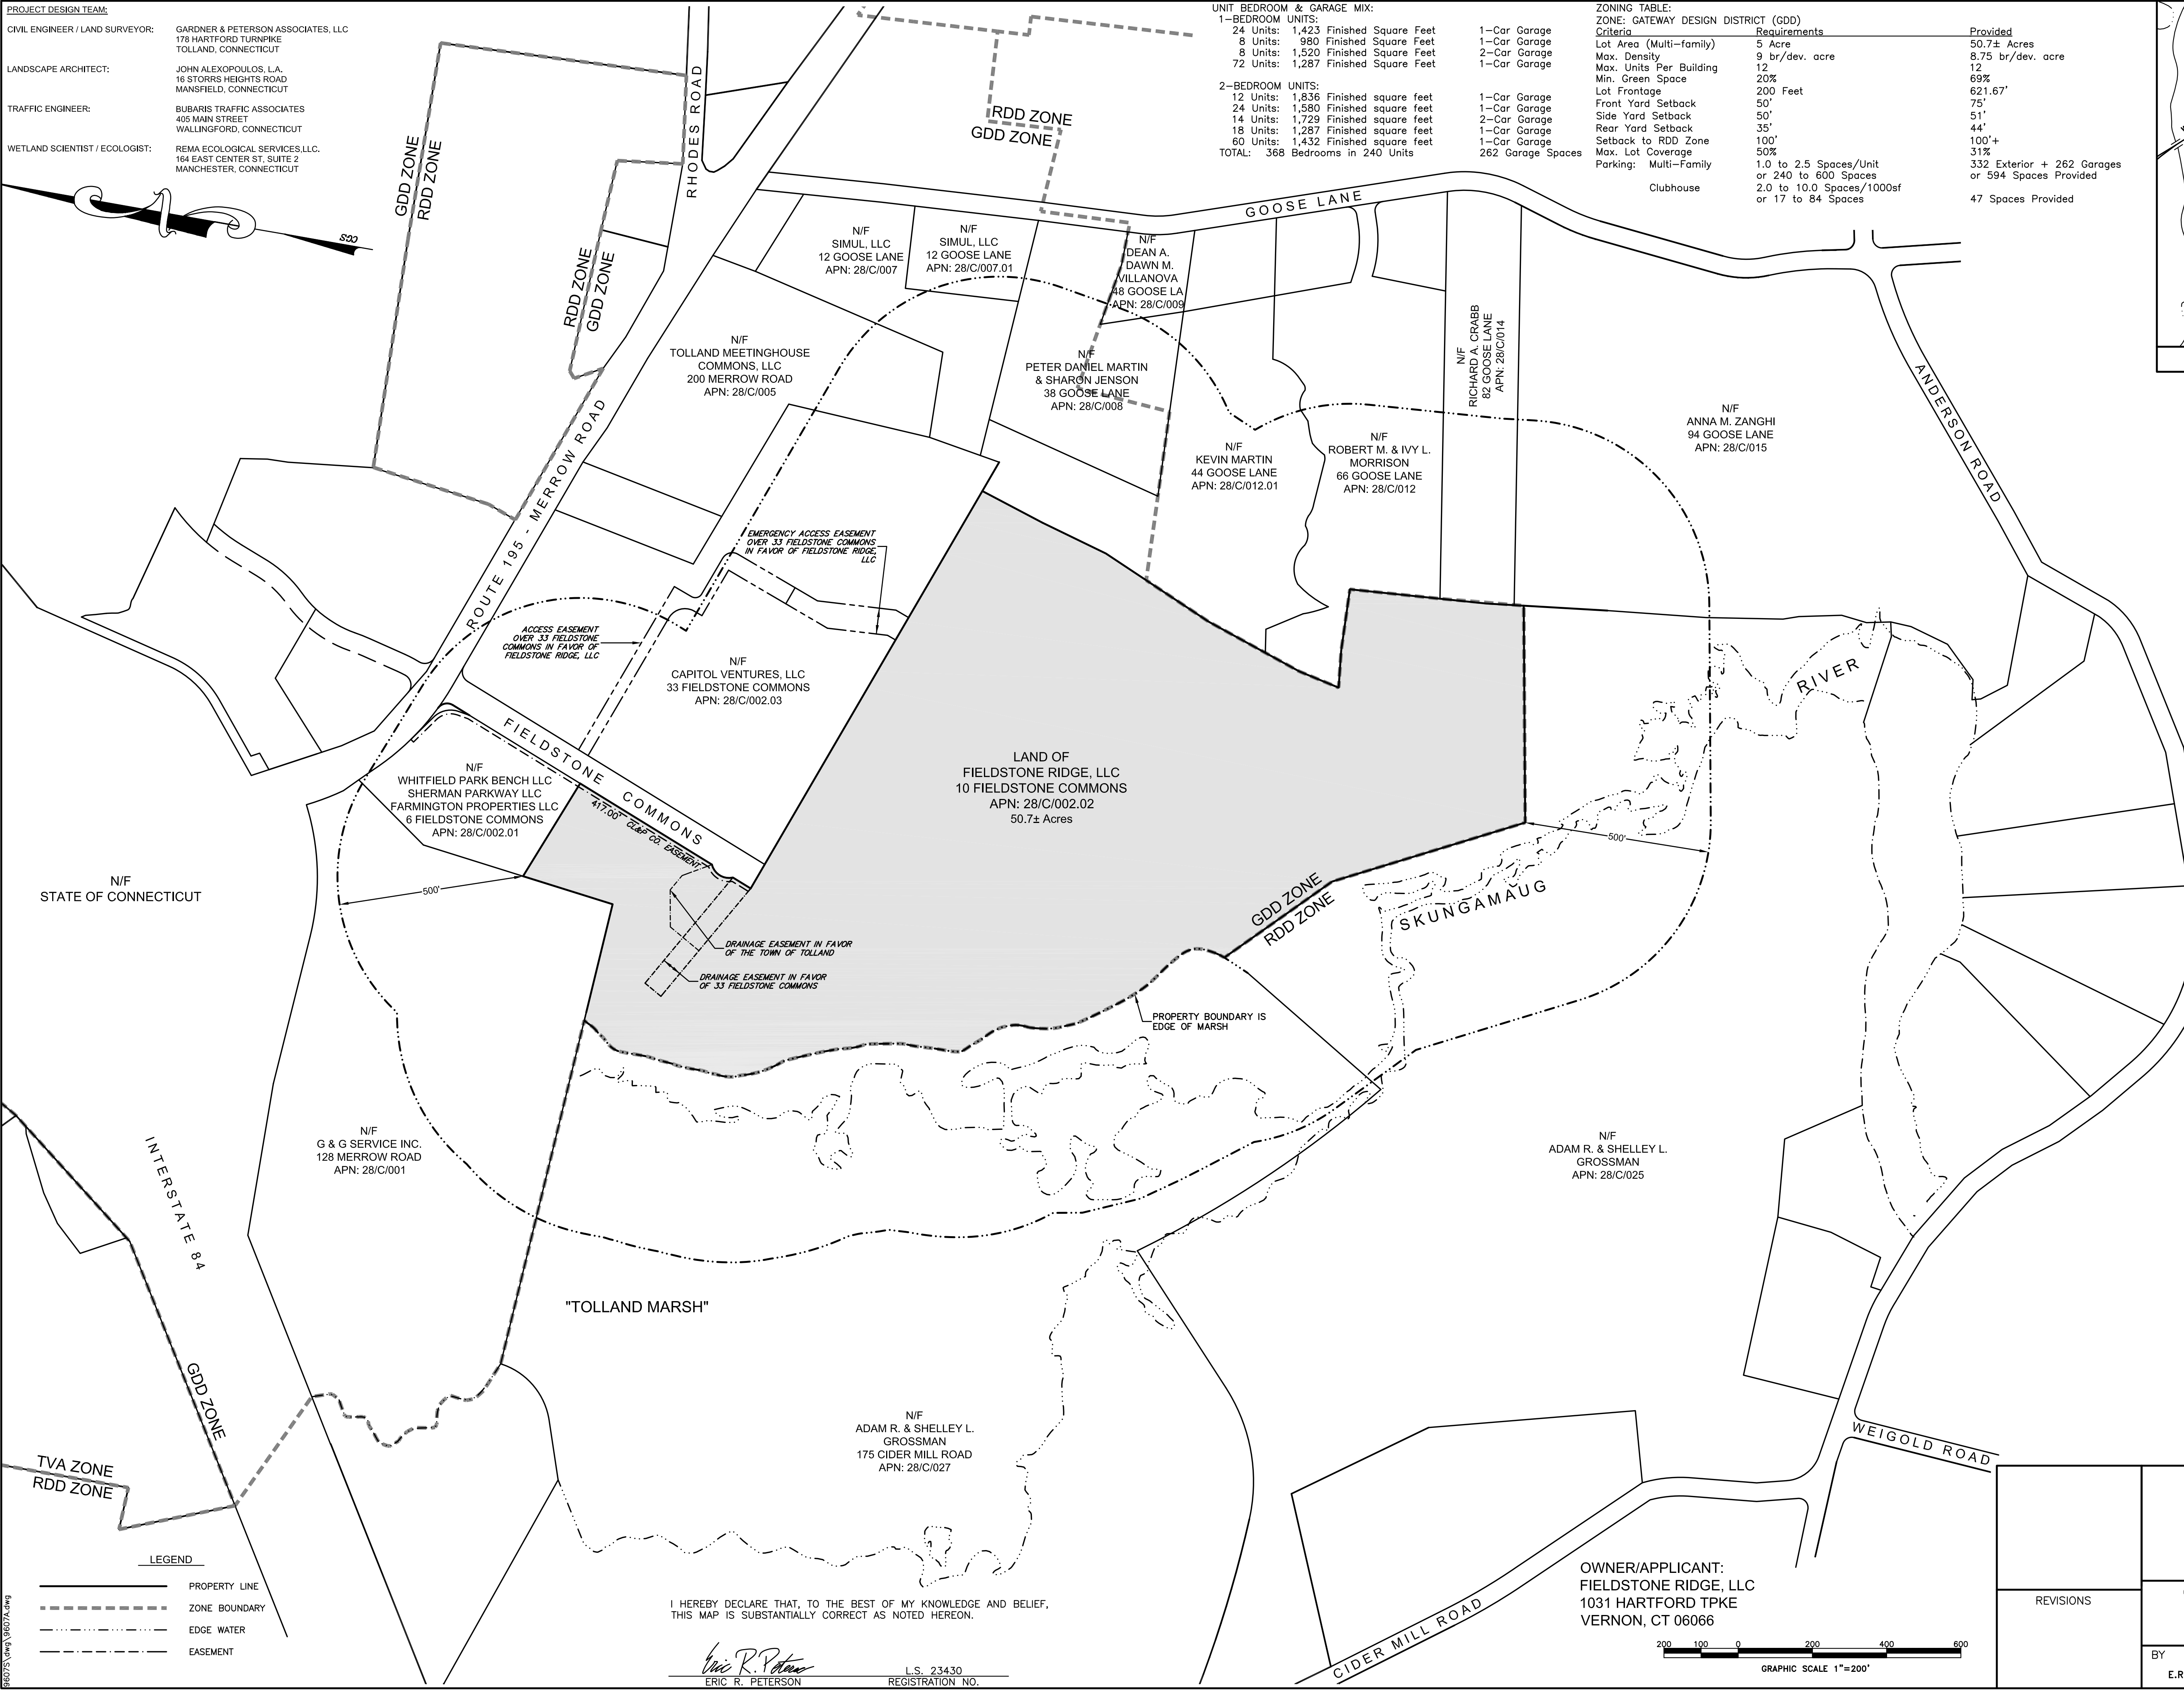 PROJECT DESIGN TEAM:
CIVIL ENGINEER / LAND SURVEYOR: GARDNER & PETERSON ASSOCIATES, LLC
178 HARTFORD TURNPIKE
TOLLAND, CONNECTICUT
LANDSCAPE ARCHITECT: JOHN ALEXOPOULOS, L.A.
16 STORRS HEIGHTS ROAD
MANSFIELD, CONNECTICUT
TRAFFIC ENGINEER: BUBARIS TRAFFIC ASSOCIATES
405 MAIN STREET
WALLINGFORD, CONNECTICUT
WETLAND SCIENTIST / ECOLOGIST: REMA ECOLOGICAL SERVICES,LLC.
164 EAST CENTER ST, SUITE 2
MANCHESTER, CONNECTICUT
CGS
UNIT BEDROOM & GARAGE MIX:
1-BEDROOM UNITS:
24 Units: 1,423 Finished Square Feet 1-Car Garage
8 Units: 980 Finished Square Feet 1-Car Garage
8 Units: 1,520 Finished Square Feet 2-Car Garage
72 Units: 1,287 Finished Square Feet 1-Car Garage
2-BEDROOM UNITS:
12 Units: 1,836 Finished square feet 1-Car Garage
24 Units: 1,580 Finished square feet 1-Car Garage
14 Units: 1,729 Finished square feet 2-Car Garage
18 Units: 1,287 Finished square feet 1-Car Garage
60 Units: 1,432 Finished square feet 1-Car Garage
TOTAL: 368 Bedrooms in 240 Units 262 Garage Spaces
ZONING TABLE:
ZONE: GATEWAY DESIGN DISTRICT (GDD)
Criteria Requirements Provided
Lot Area (Multi-family) 5 Acre 50.7± Acres
Max. Density 9 br/dev. acre 8.75 br/dev. acre
Max. Units Per Building 12 12
Min. Green Space 20% 69%
Lot Frontage 200 Feet 621.67'
Front Yard Setback 50' 75'
Side Yard Setback 50' 51'
Rear Yard Setback 35' 44'
Setback to RDD Zone 100' 100'+
Max. Lot Coverage 50% 31%
Parking: Multi-Family 1.0 to 2.5 Spaces/Unit 332 Exterior + 262 Garages
or 240 to 600 Spaces or 594 Spaces Provided
Clubhouse 2.0 to 10.0 Spaces/1000sf
or 17 to 84 Spaces 47 Spaces Provided
GDD ZONE
RDD ZONE
RHODES ROAD
RDD ZONE
GDD ZONE
RDD ZONE
GDD ZONE
GOOSE LANE
N/F
SIMUL, LLC
12 GOOSE LANE
APN: 28/C/007
N/F
SIMUL, LLC
12 GOOSE LANE
APN: 28/C/007.01
N/F
DEAN A.
DAWN M.
VILLANOVA
48 GOOSE LA
APN: 28/C/009
N/F
TOLLAND MEETINGHOUSE
COMMONS, LLC
200 MERROW ROAD
APN: 28/C/005
N/F
PETER DANIEL MARTIN
& SHARON JENSON
38 GOOSE LANE
APN: 28/C/008
N/F
KEVIN MARTIN
44 GOOSE LANE
APN: 28/C/012.01
N/F
ROBERT M. & IVY L.
MORRISON
66 GOOSE LANE
APN: 28/C/012
N/F
RICHARD A. CRABB
82 GOOSE LANE
APN: 28/C/014
N/F
ANNA M. ZANGHI
94 GOOSE LANE
APN: 28/C/015
ANDERSON ROAD
ROUTE 195 - MERROW ROAD
EMERGENCY ACCESS EASEMENT
OVER 33 FIELDSTONE COMMONS
IN FAVOR OF FIELDSTONE RIDGE,
LLC
ACCESS EASEMENT
OVER 33 FIELDSTONE
COMMONS IN FAVOR OF
FIELDSTONE RIDGE, LLC
N/F
CAPITOL VENTURES, LLC
33 FIELDSTONE COMMONS
APN: 28/C/002.03
FIELDSTONE COMMONS
417.00'
CL&P CO. EASEMENT
N/F
WHITFIELD PARK BENCH LLC
SHERMAN PARKWAY LLC
FARMINGTON PROPERTIES LLC
6 FIELDSTONE COMMONS
APN: 28/C/002.01
LAND OF
FIELDSTONE RIDGE, LLC
10 FIELDSTONE COMMONS
APN: 28/C/002.02
50.7± Acres
RIVER
500'
500'
N/F
STATE OF CONNECTICUT
DRAINAGE EASEMENT IN FAVOR
OF THE TOWN OF TOLLAND
DRAINAGE EASEMENT IN FAVOR
OF 33 FIELDSTONE COMMONS
GDD ZONE
RDD ZONE
SKUNGAMAUG
PROPERTY BOUNDARY IS
EDGE OF MARSH
N/F
G & G SERVICE INC.
128 MERROW ROAD
APN: 28/C/001
INTERSTATE 84
N/F
ADAM R. & SHELLEY L.
GROSSMAN
APN: 28/C/025
"TOLLAND MARSH"
GDD ZONE
TVA ZONE
RDD ZONE
N/F
ADAM R. & SHELLEY L.
GROSSMAN
175 CIDER MILL ROAD
APN: 28/C/027
WEIGOLD ROAD
CIDER MILL ROAD
LEGEND
PROPERTY LINE
ZONE BOUNDARY
EDGE WATER
EASEMENT
9607S\dwg\9607A.dwg
I HEREBY DECLARE THAT, TO THE BEST OF MY KNOWLEDGE AND BELIEF,
THIS MAP IS SUBSTANTIALLY CORRECT AS NOTED HEREON.
Eric R. Peterson
L.S. 23430
ERIC R. PETERSON REGISTRATION NO.
OWNER/APPLICANT:
FIELDSTONE RIDGE, LLC
1031 HARTFORD TPKE
VERNON, CT 06066
200 100 0 200 400 600
GRAPHIC SCALE 1"=200'
REVISIONS
BY
E.R